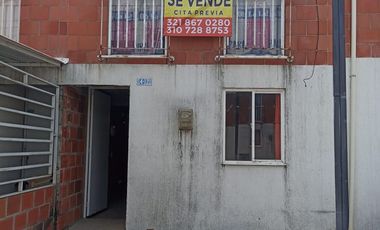 SE VENDE
CITA PREVIA
321 867 0280
310 728 8753